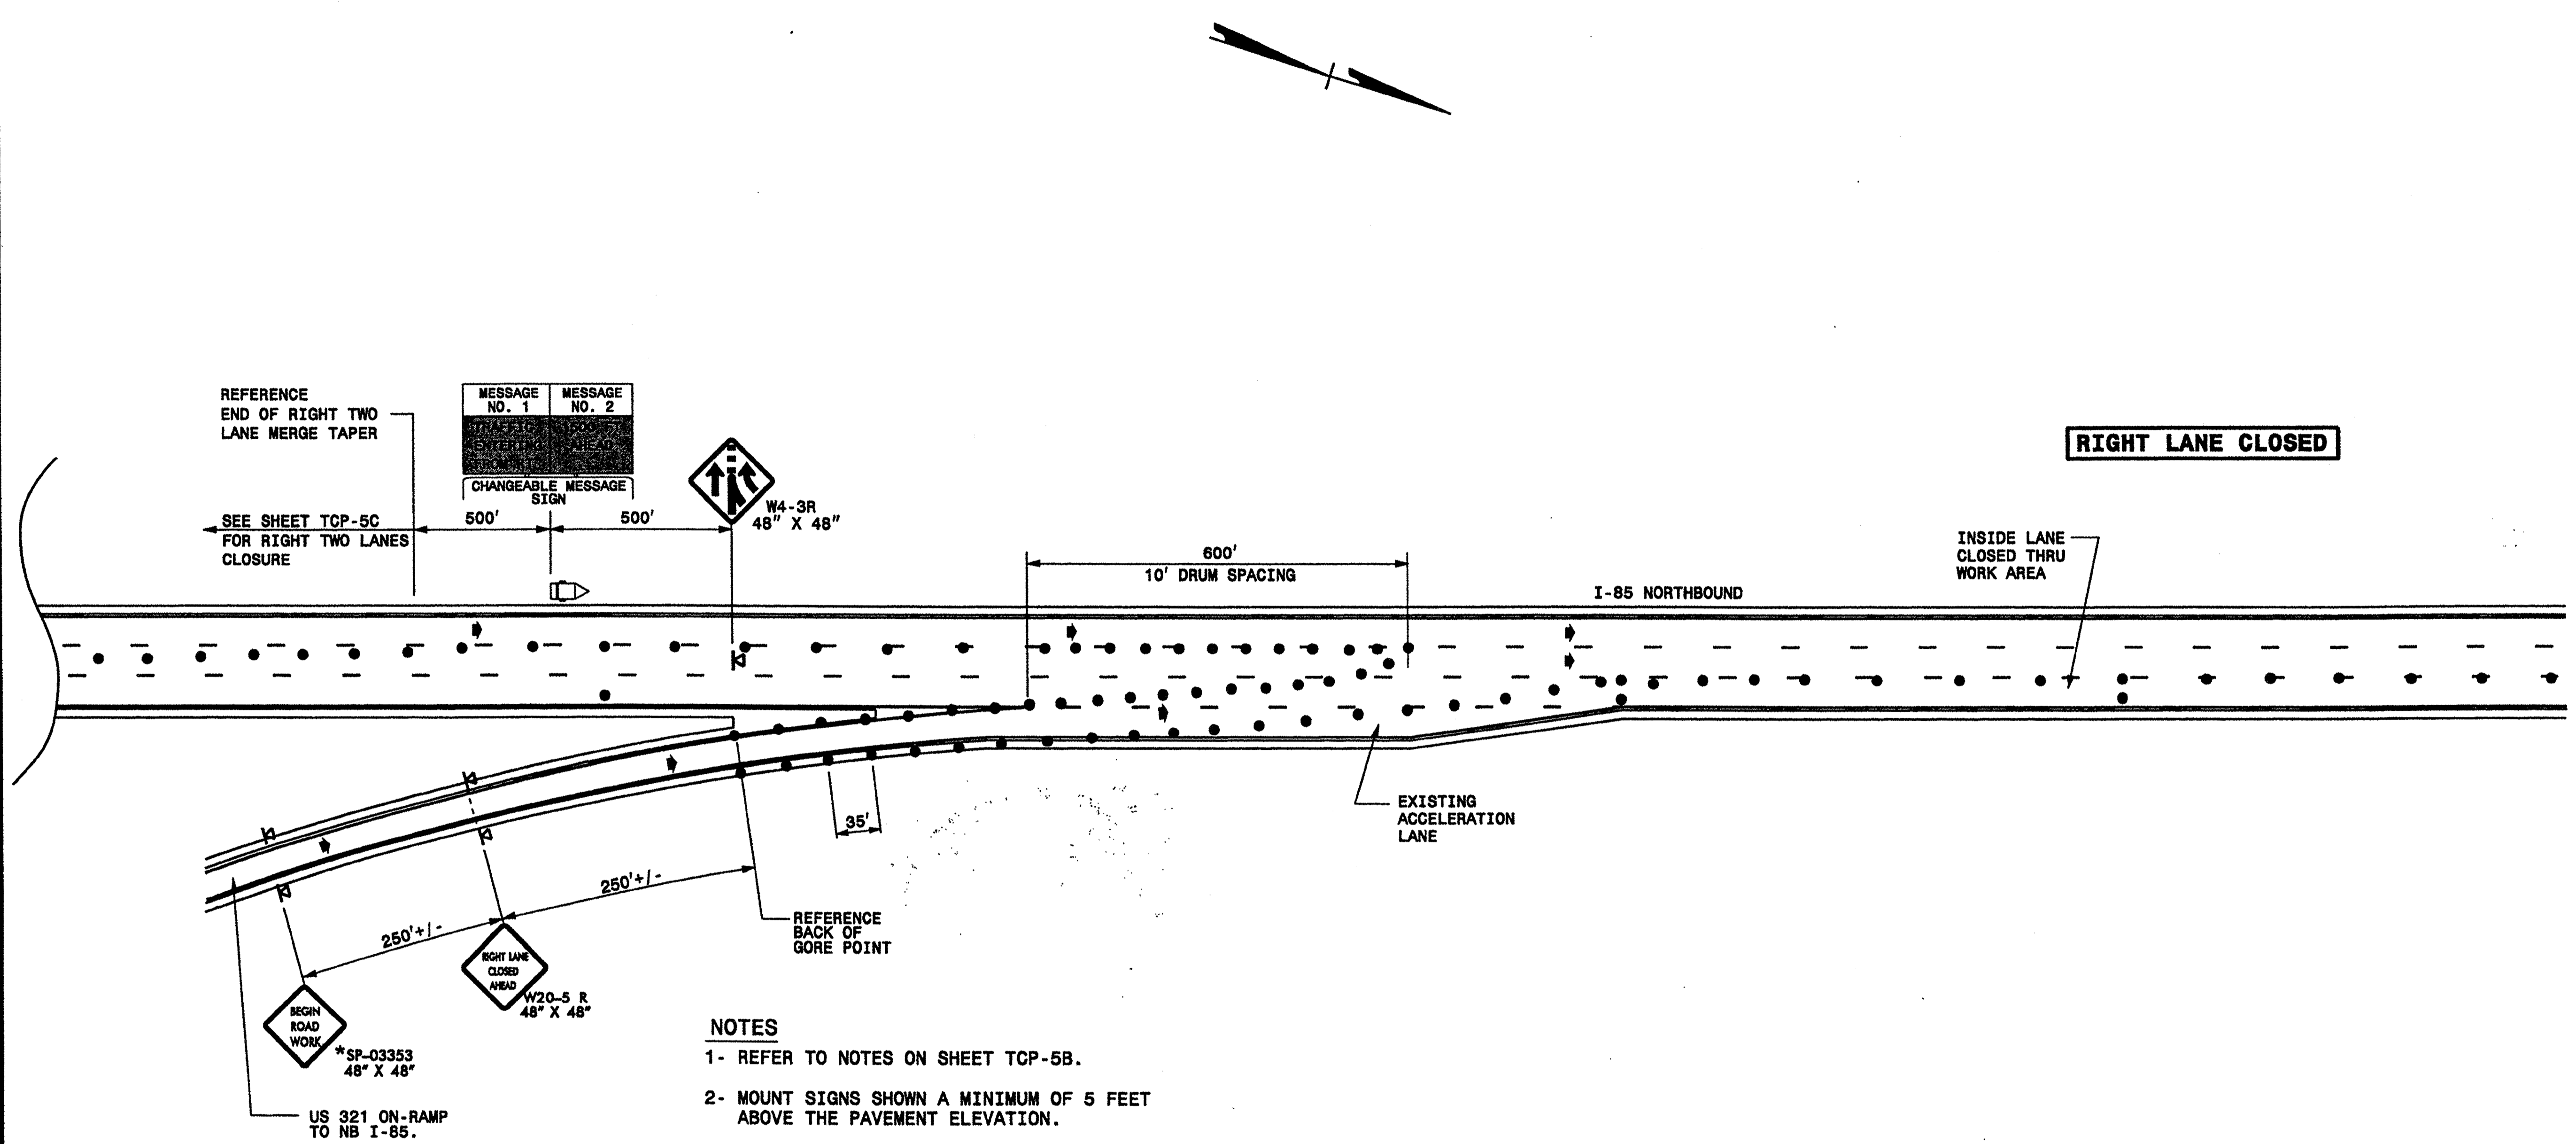 REFERENCE
END OF RIGHT TWO
LANE MERGE TAPER
MESSAGE
NO. 1
MESSAGE
NO. 2
TRAFFIC
ENTERING
500 FT
AHEAD
CHANGEABLE MESSAGE
SIGN
SEE SHEET TCP-5C
FOR RIGHT TWO LANES
CLOSURE
500'
500'
W4-3R
48" X 48"
RIGHT LANE CLOSED
600'
10' DRUM SPACING
I-85 NORTHBOUND
INSIDE LANE
CLOSED THRU
WORK AREA
EXISTING
ACCELERATION
LANE
35'
250'+/-
250'+/-
REFERENCE
BACK OF
GORE POINT
RIGHT LANE
CLOSED
AHEAD
W20-5 R
48" X 48"
BEGIN
ROAD
WORK
*SP-03353
48" X 48"
US 321 ON-RAMP
TO NB I-85.
NOTES
1- REFER TO NOTES ON SHEET TCP-5B.
2- MOUNT SIGNS SHOWN A MINIMUM OF 5 FEET
ABOVE THE PAVEMENT ELEVATION.